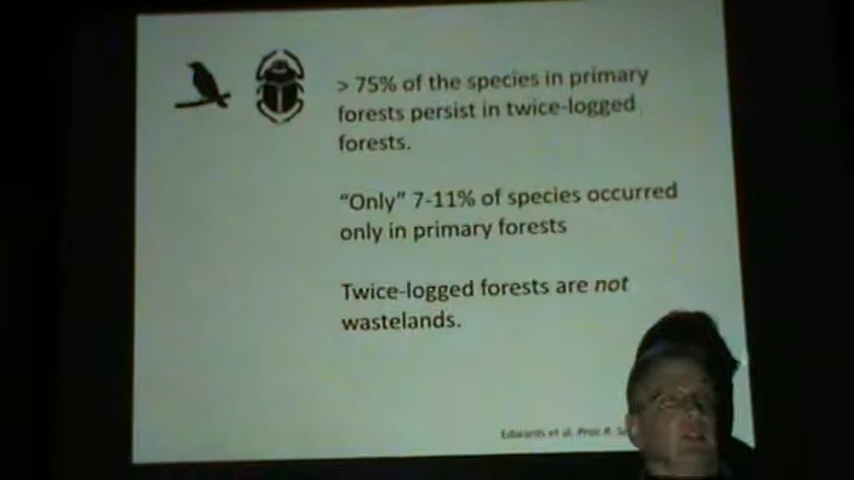 > 75% of the species in primary
forests persist in twice-logged
forests.
“Only” 7-11% of species occurred
only in primary forests
Twice-logged forests are not
wastelands.
Edwards et al. Proc R.